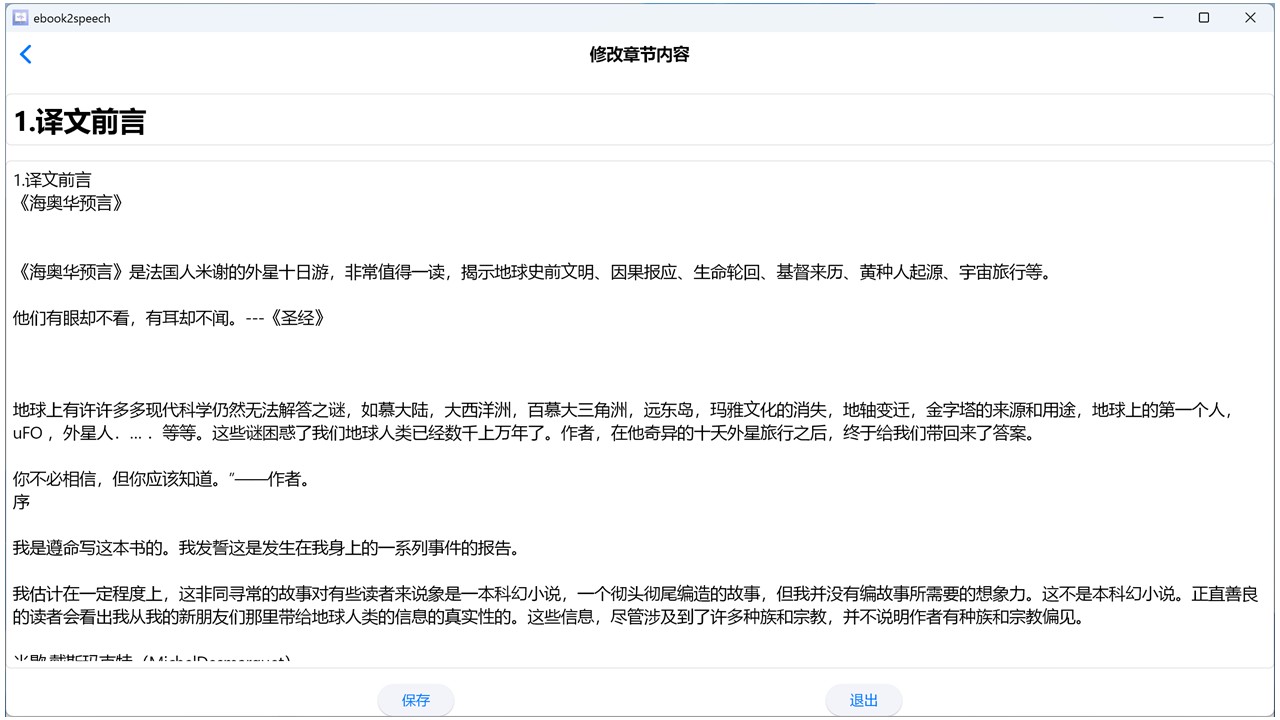 ebook2speech
修改章节内容
1.译文前言
1.译文前言
《海奥华预言》
《海奥华预言》是法国人米谢的外星十日游，非常值得一读，揭示地球史前文明、因果报应、生命轮回、基督来历、黄种人起源、宇宙旅行等。
他们有眼却不看，有耳却不闻。---《圣经》
地球上有许许多多现代科学仍然无法解答之谜，如慕大陆，大西洋洲，百慕大三角洲，远东岛，玛雅文化的消失，地轴变迁，金字塔的来源和用途，地球上的第一个人，
uFO ，外星人．… ．等等。这些谜困惑了我们地球人类已经数千上万年了。作者，在他奇异的十天外星旅行之后，终于给我们带回来了答案。
你不必相信，但你应该知道。”——作者。
序
我是遵命写这本书的。我发誓这是发生在我身上的一系列事件的报告。
我估计在一定程度上，这非同寻常的故事对有些读者来说象是一本科幻小说，一个彻头彻尾编造的故事，但我并没有编故事所需要的想象力。这不是本科幻小说。正直善良
的读者会看出我从我的新朋友们那里带给地球人类的信息的真实性的。这些信息，尽管涉及到了许多种族和宗教，并不说明作者有种族和宗教偏见。
米歇.戴斯玛克特（MichelDesmarquet）
保存
退出